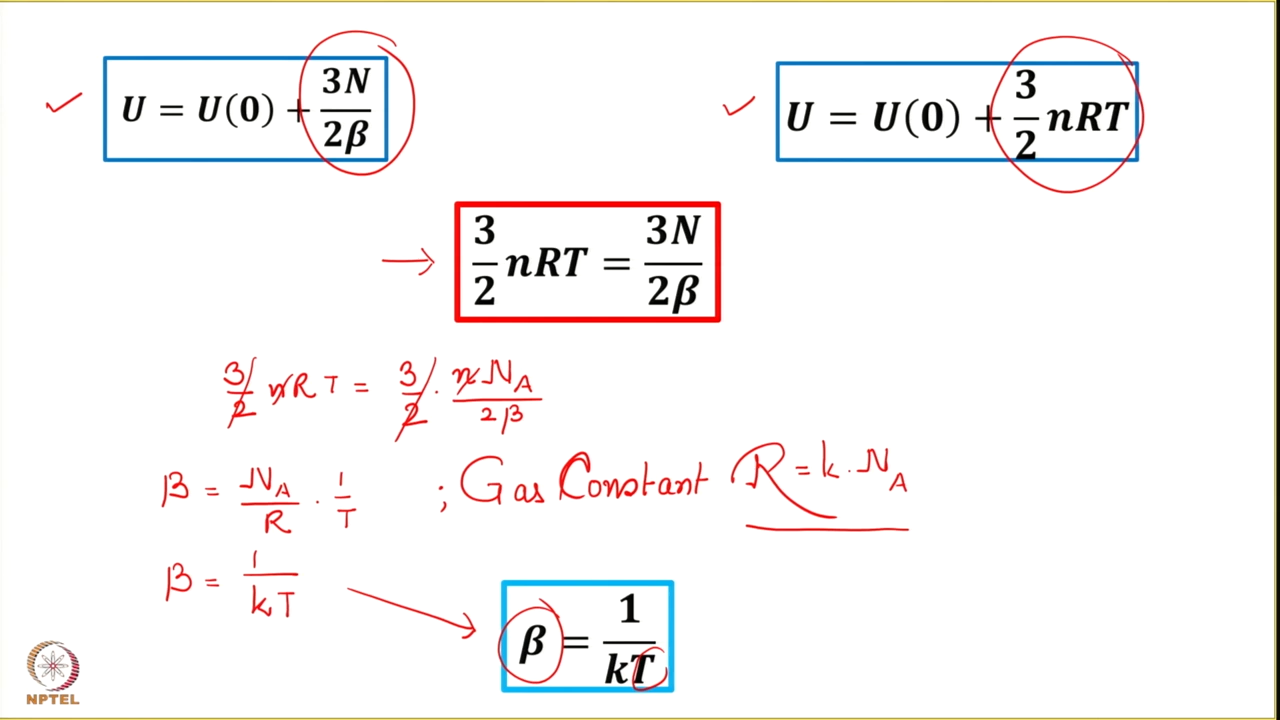 U = U(0) + 3N/2β
U = U(0) + 3/2 nRT
3/2 nRT = 3N/2β
3/2 nRT = 3/2 · nN_A/2β
β = N_A/R · 1/T ; Gas Constant R = k · N_A
β = 1/kT
β = 1/kT
NPTEL